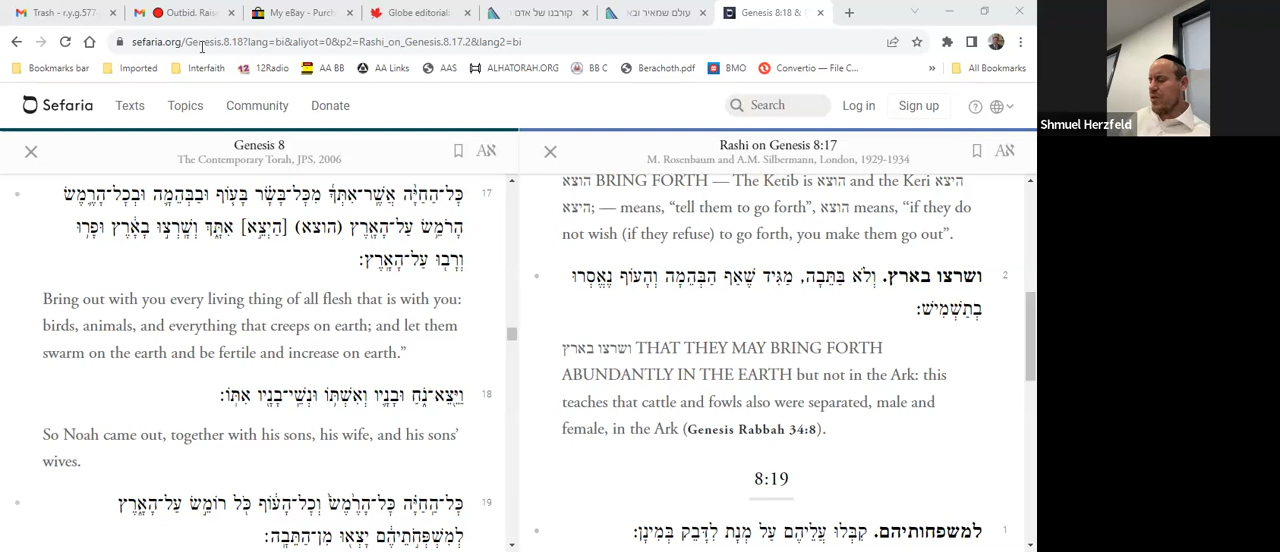 Trash - r.y.g.577
Outbid. Rais
My eBay - Purch
Globe editorial
קורבנו של אדם ר
עולם שמאיר ובא
Genesis 8:18 &
sefaria.org/Genesis.8.18?lang=bi&aliyot=0&p2=Rashi_on_Genesis.8.17.2&lang2=bi
Bookmarks bar
Imported
Interfaith
12Radio
AA BB
AA Links
AAS
ALHATORAH.ORG
BB C
Berachoth.pdf
BMO
Convertio — File C...
»
All Bookmarks
Sefaria
Texts
Topics
Community
Donate
Search
Log in
Sign up
Genesis 8
The Contemporary Torah, JPS, 2006
17
כׇּל־הַחַיָּ֨ה אֲשֶֽׁר־אִתְּךָ֜ מִכׇּל־בָּשָׂ֗ר בָּע֧וֹף וּבַבְּהֵמָ֛ה וּבְכׇל־הָרֶ֛מֶשׂ
הָרֹמֵ֥שׂ עַל־הָאָ֖רֶץ (הוצא) [הַיְצֵ֣א] אִתָּ֑ךְ וְשָֽׁרְצ֣וּ בָאָ֔רֶץ וּפָר֥וּ
וְרָב֖וּ עַל־הָאָֽרֶץ׃
Bring out with you every living thing of all flesh that is with you:
birds, animals, and everything that creeps on earth; and let them
swarm on the earth and be fertile and increase on earth.”
18
וַיֵּ֖צֵא־נֹ֑חַ וּבָנָ֛יו וְאִשְׁתּ֥וֹ וּנְשֵֽׁי־בָנָ֖יו אִתּֽוֹ׃
So Noah came out, together with his sons, his wife, and his sons’
wives.
19
כׇּל־הַֽחַיָּ֗ה כׇּל־הָרֶ֙מֶשׂ֙ וְכׇל־הָע֔וֹף כֹּ֖ל רוֹמֵ֣שׂ עַל־הָאָ֑רֶץ
לְמִשְׁפְּחֹ֣תֵיהֶ֔ם יָצְא֖וּ מִן־הַתֵּבָֽה׃
Rashi on Genesis 8:17
M. Rosenbaum and A.M. Silbermann, London, 1929-1934
הוצא BRING FORTH — The Ketib is הוצא and the Keri היצא
היצא; — means, “tell them to go forth”, הוצא means, “if they do
not wish (if they refuse) to go forth, you make them go out”.
2
ושרצו בארץ. וְלֹא בַּתֵּבָה, מַגִּיד שֶׁאַף הַבְּהֵמָה וְהָעוֹף נֶאֶסְרוּ
בְתַשְׁמִישׁ:
ושרצו בארץ THAT THEY MAY BRING FORTH
ABUNDANTLY IN THE EARTH but not in the Ark: this
teaches that cattle and fowls also were separated, male and
female, in the Ark (Genesis Rabbah 34:8).
8:19
1
למשפחותיהם. קִבְּלוּ עֲלֵיהֶם עַל מְנָת לִדָּבֵק בְּמִינָן:
Shmuel Herzfeld